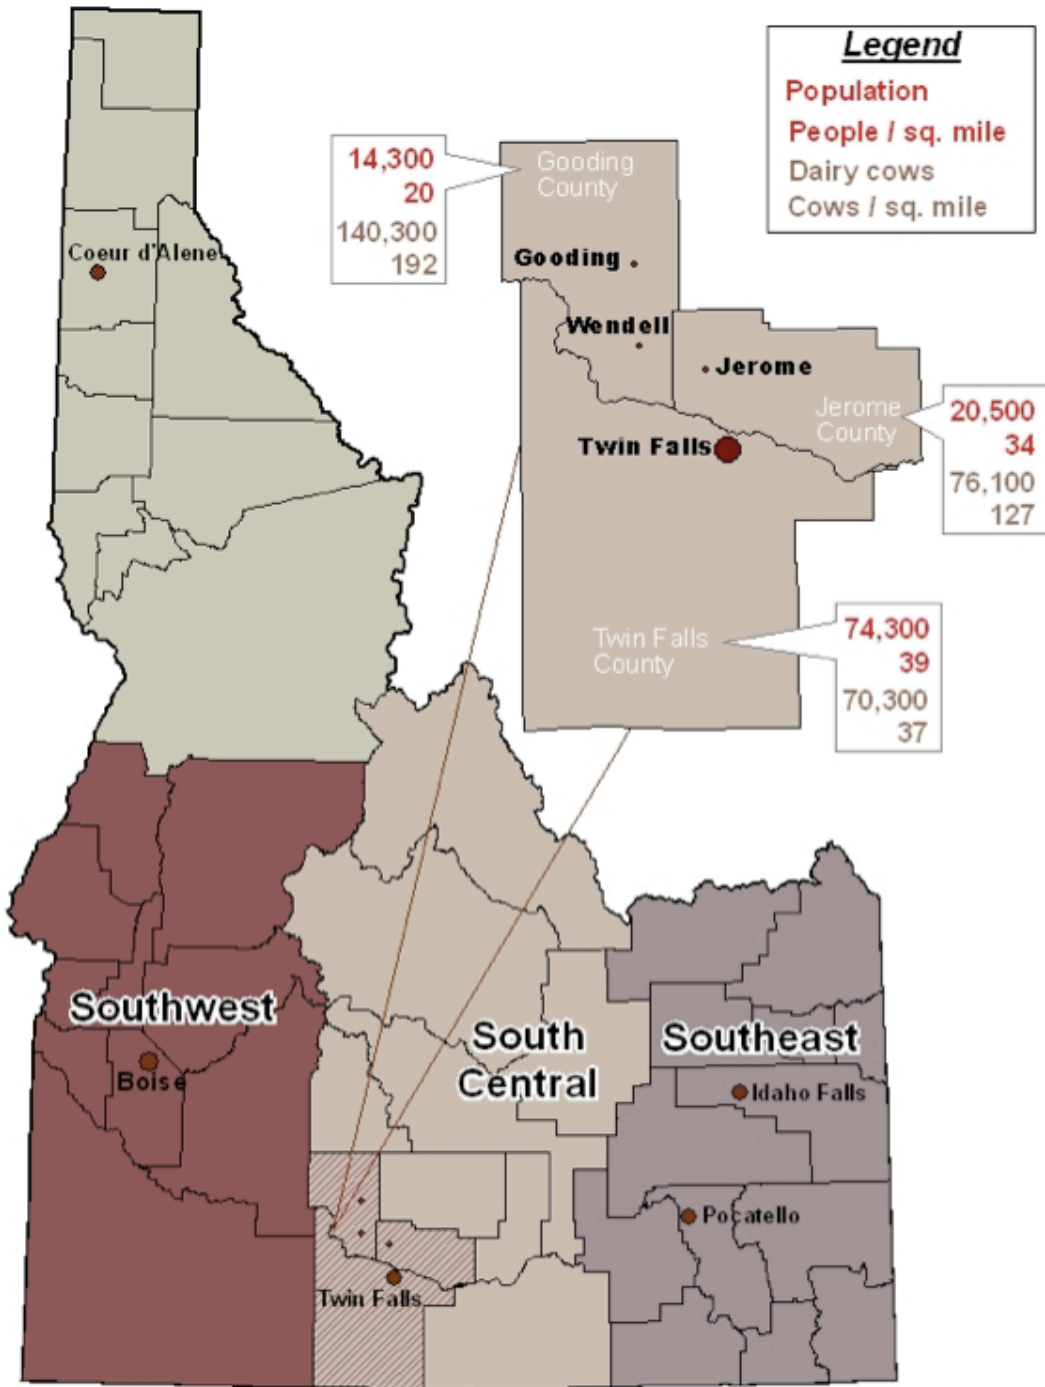 Legend
Population
People / sq. mile
Dairy cows
Cows / sq. mile
14,300
20
140,300
192
Gooding
County
Gooding
Wendell
Jerome
Jerome
County
20,500
34
76,100
127
Twin Falls
Twin Falls
County
74,300
39
70,300
37
Coeur d'Alene
Southwest
Boise
South
Central
Southeast
Idaho Falls
Pocatello
Twin Falls